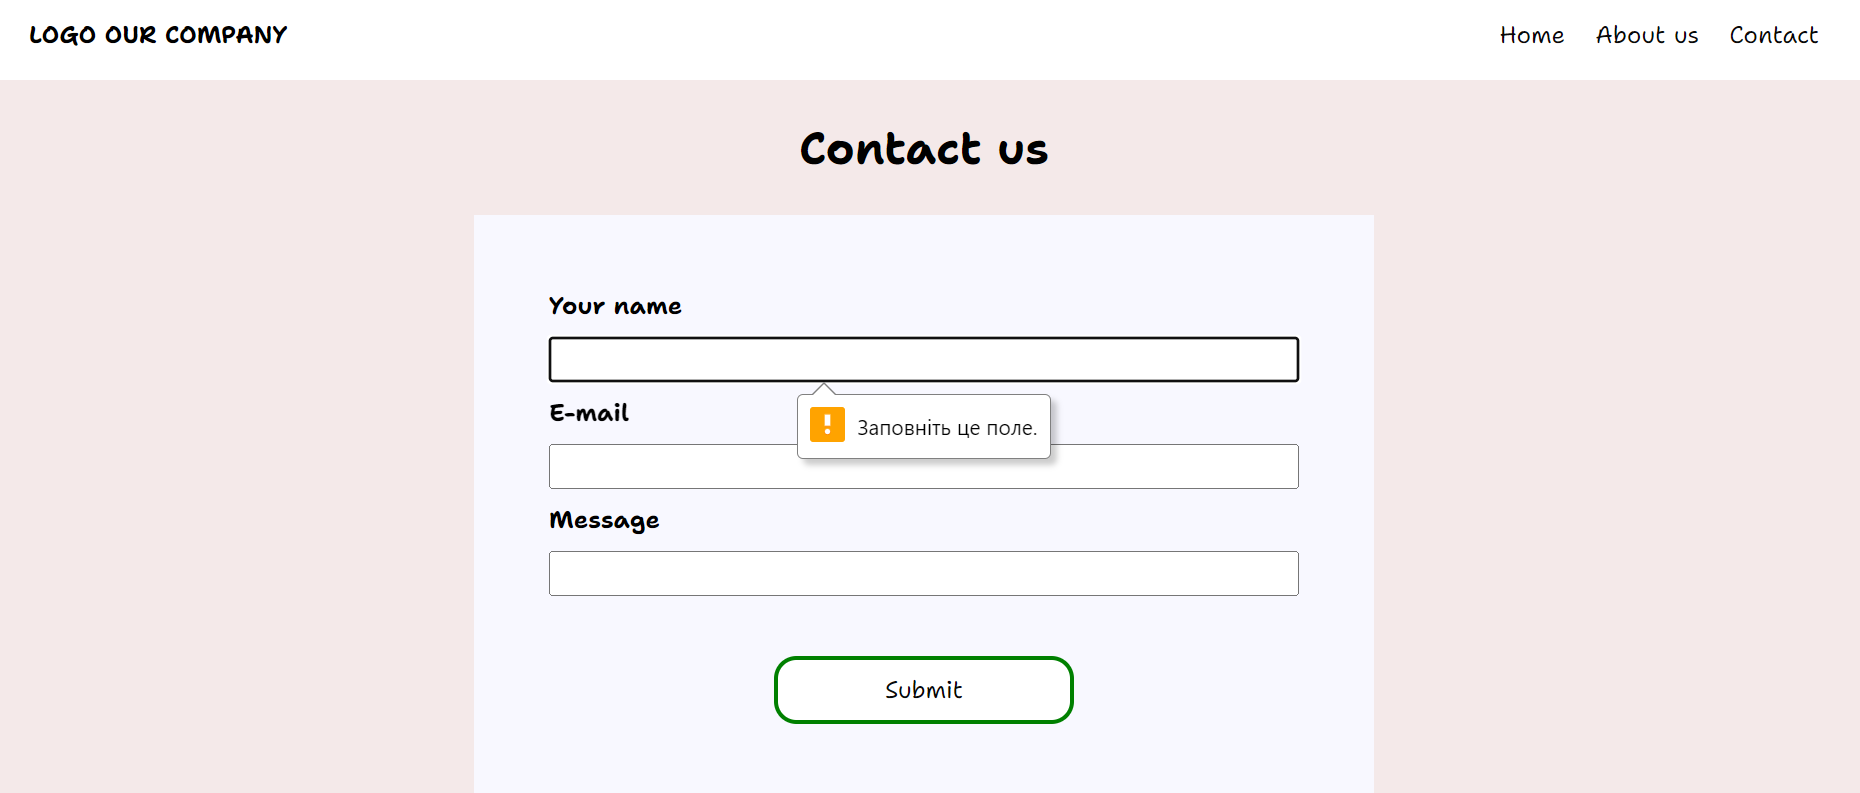 LOGO OUR COMPANY
Home About us Contact
Contact us
Your name
Заповніть це поле.
E-mail
Message
Submit